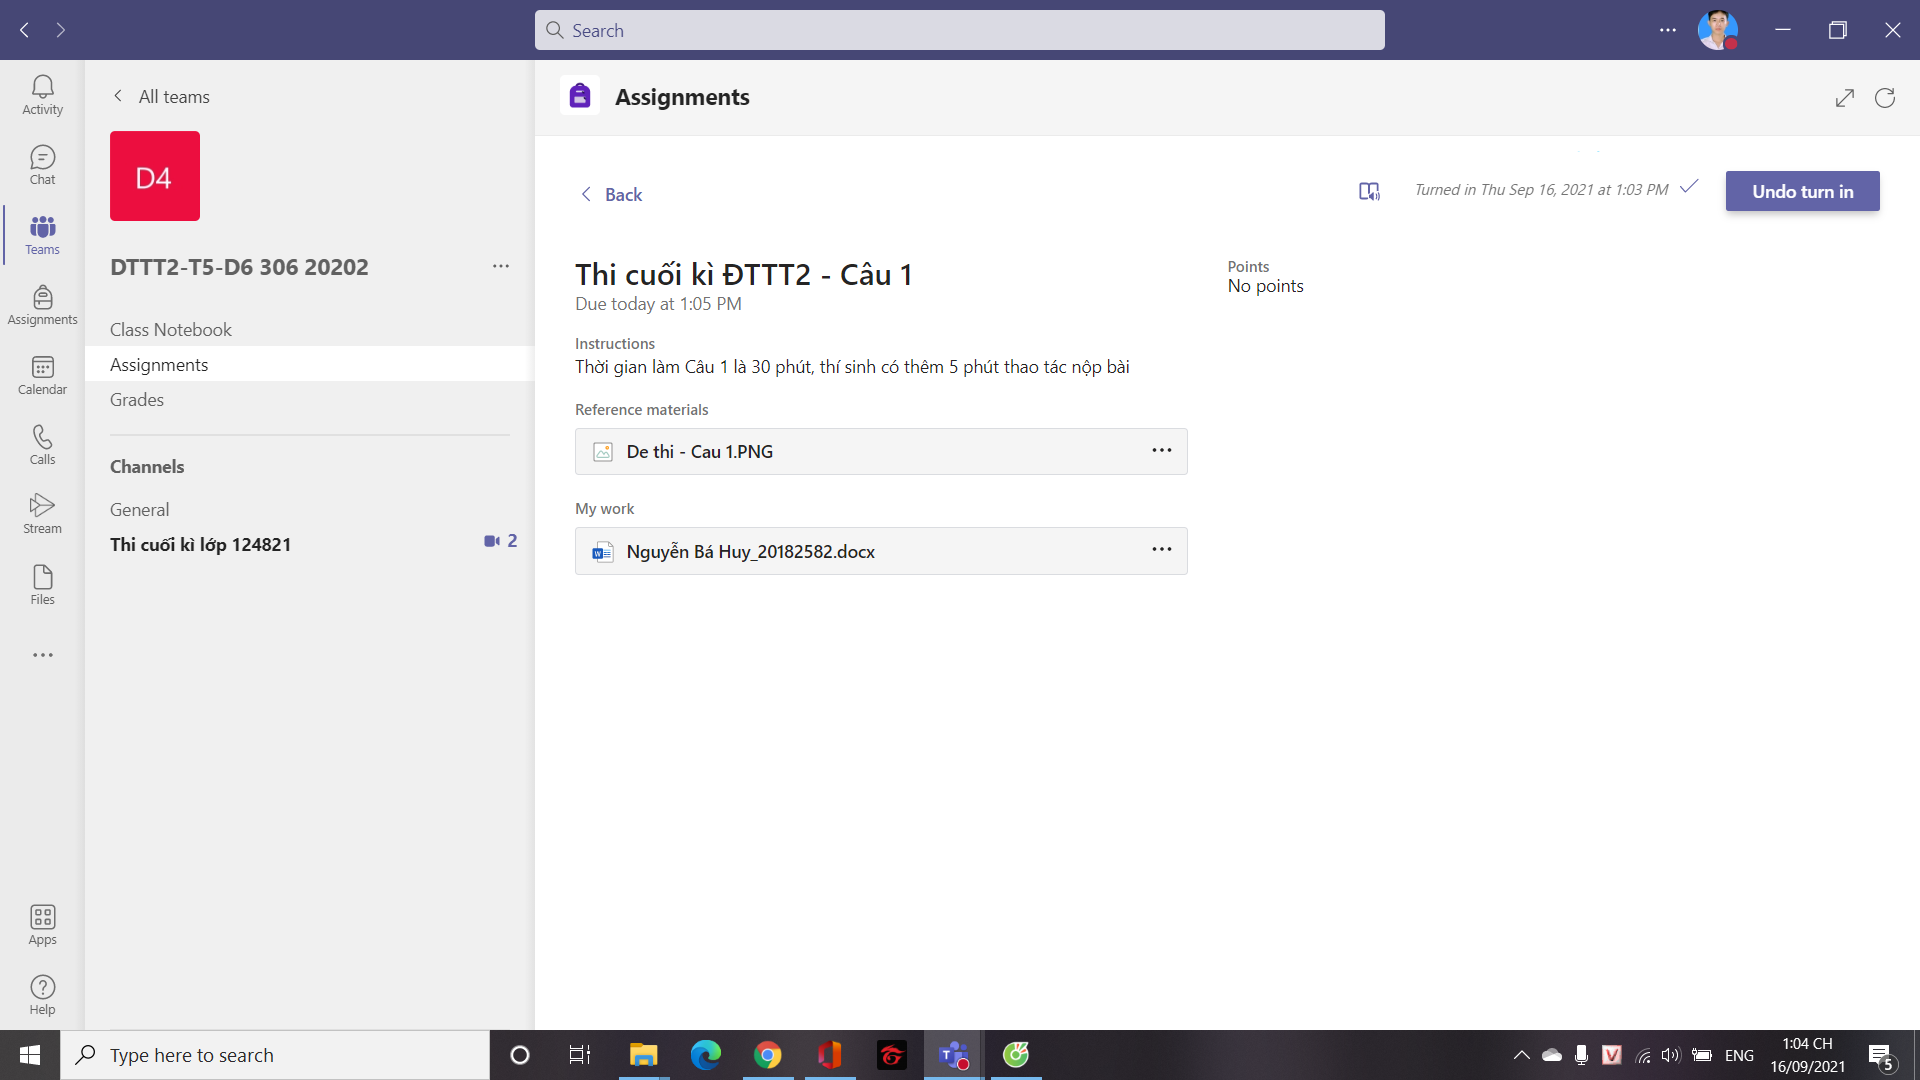 Search
Activity
Chat
Teams
Assignments
Calendar
Calls
Stream
Files
Apps
Help
All teams
D4
DTTT2-T5-D6 306 20202
Class Notebook
Assignments
Grades
Channels
General
Thi cuối kì lớp 124821
2
Assignments
Back
Turned in Thu Sep 16, 2021 at 1:03 PM
Undo turn in
Thi cuối kì ĐTTT2 - Câu 1
Due today at 1:05 PM
Points
No points
Instructions
Thời gian làm Câu 1 là 30 phút, thí sinh có thêm 5 phút thao tác nộp bài
Reference materials
De thi - Cau 1.PNG
My work
Nguyễn Bá Huy_20182582.docx
Type here to search
ENG
1:04 CH
16/09/2021
5